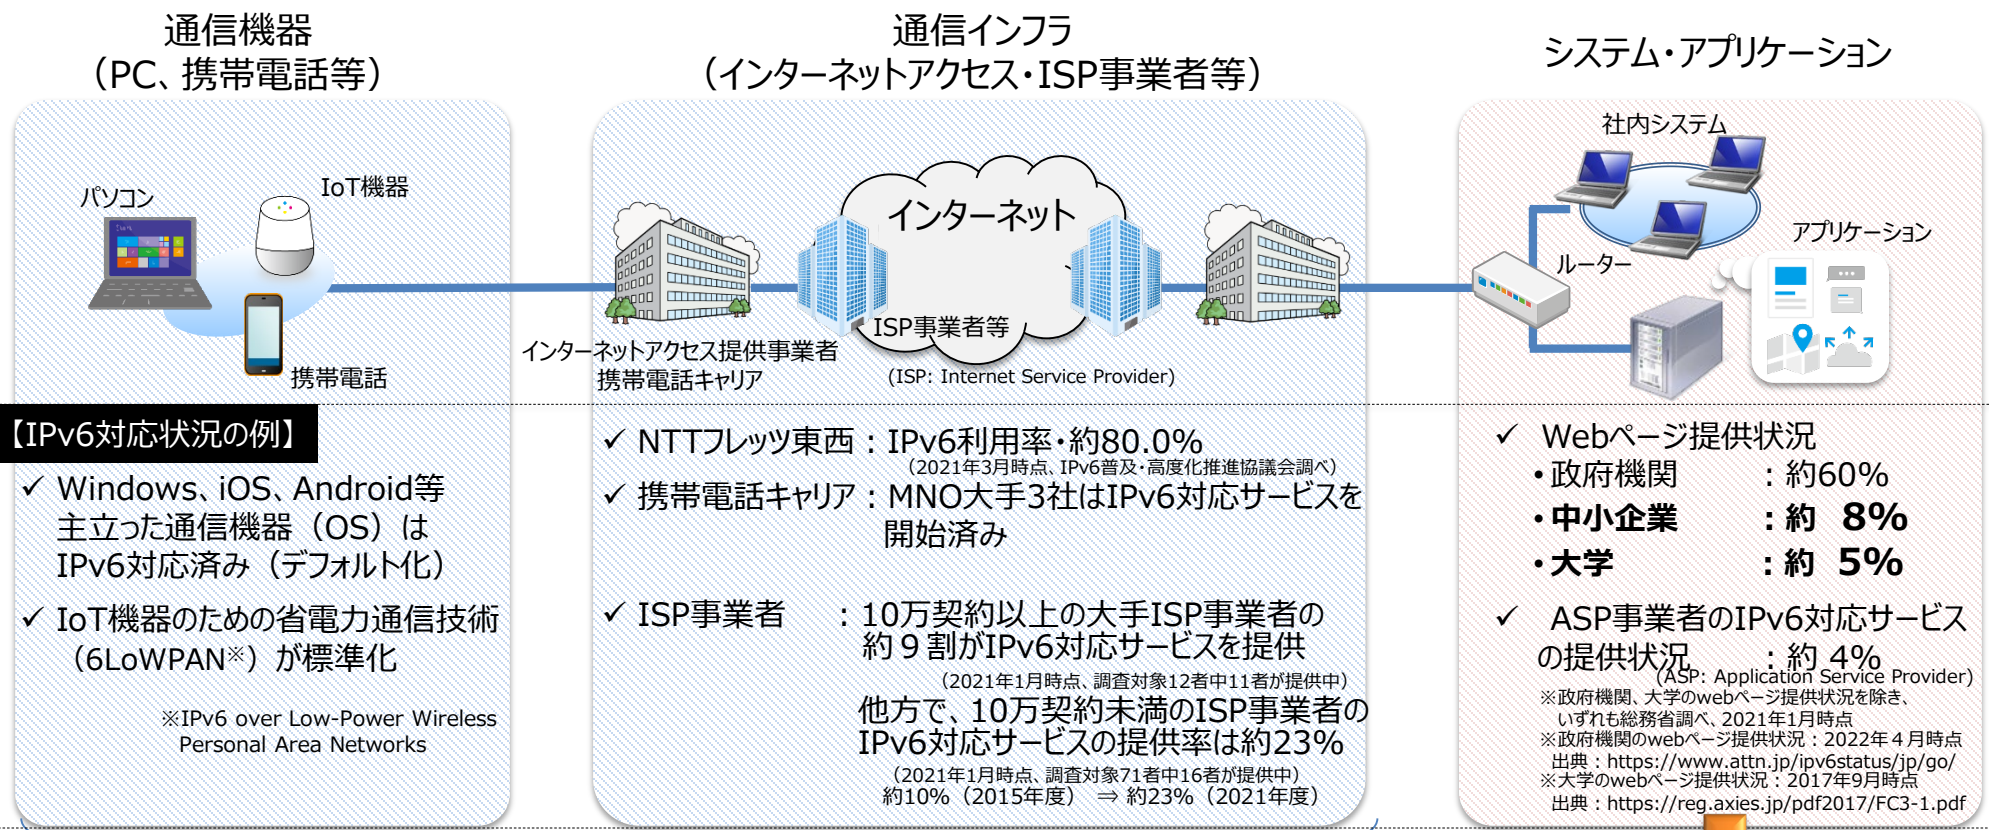 通信機器
（PC、携帯電話等）
通信インフラ
（インターネットアクセス・ISP事業者等）
システム・アプリケーション
パソコン
IoT機器
携帯電話
インターネット
ISP事業者等
(ISP: Internet Service Provider)
インターネットアクセス提供事業者
携帯電話キャリア
社内システム
アプリケーション
ルーター
【IPv6対応状況の例】
✓ Windows、iOS、Android等
主立った通信機器（OS）は
IPv6対応済み（デフォルト化）
✓ IoT機器のための省電力通信技術
（6LoWPAN※）が標準化
※IPv6 over Low-Power Wireless
Personal Area Networks
✓ NTTフレッツ東西：IPv6利用率・約80.0%
（2021年3月時点、IPv6普及・高度化推進協議会調べ）
✓ 携帯電話キャリア：MNO大手3社はIPv6対応サービスを
開始済み
✓ ISP事業者　：10万契約以上の大手ISP事業者の
約９割がIPv6対応サービスを提供
（2021年1月時点、調査対象12者中11者が提供中）
他方で、10万契約未満のISP事業者の
IPv6対応サービスの提供率は約23%
（2021年1月時点、調査対象71者中16者が提供中）
約10%（2015年度）　⇒ 約23%（2021年度）
✓ Webページ提供状況
・政府機関　：約60%
・中小企業　：約 8%
・大学　：約 5%
✓ ASP事業者のIPv6対応サービス
の提供状況　：約 4%
(ASP: Application Service Provider)
※政府機関、大学のwebページ提供状況を除き、
いずれも総務省調べ、2021年1月時点
※政府機関のwebページ提供状況：2022年４月時点
出典：https://www.attn.jp/ipv6status/jp/go/
※大学のwebページ提供状況：2017年9月時点
出典：https://reg.axies.jp/pdf2017/FC3-1.pdf